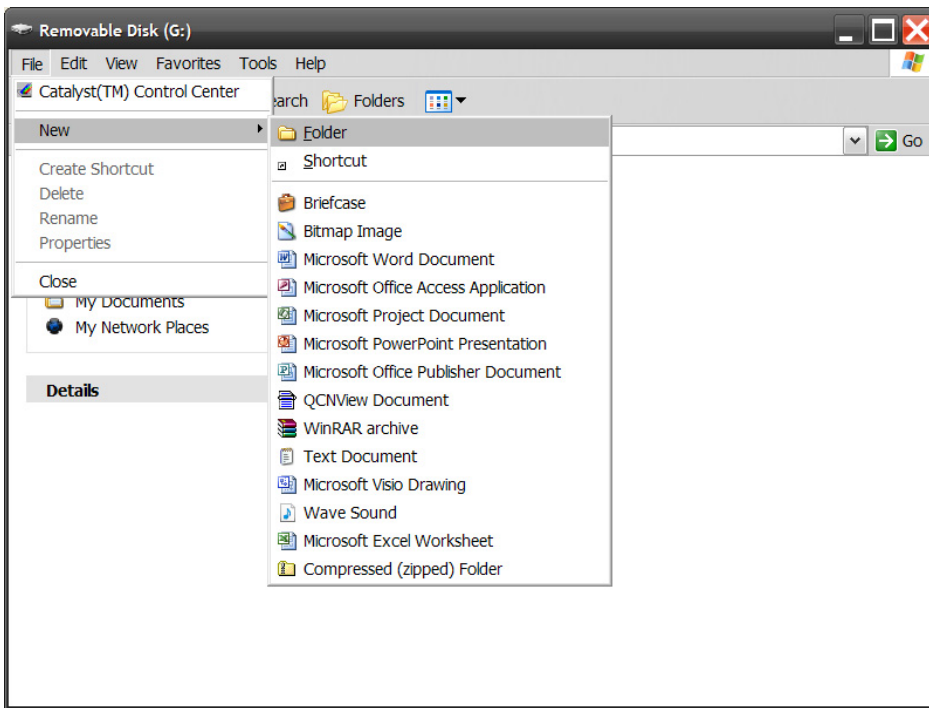 Removable Disk (G:)
File Edit View Favorites Tools Help
Catalyst(TM) Control Center
Folders
Go
New
Create Shortcut
Delete
Rename
Properties
Close
Folder
Shortcut
Briefcase
Bitmap Image
Microsoft Word Document
Microsoft Office Access Application
Microsoft Project Document
Microsoft PowerPoint Presentation
Microsoft Office Publisher Document
QCNView Document
WinRAR archive
Text Document
Microsoft Visio Drawing
Wave Sound
Microsoft Excel Worksheet
Compressed (zipped) Folder
My Documents
My Network Places
Details